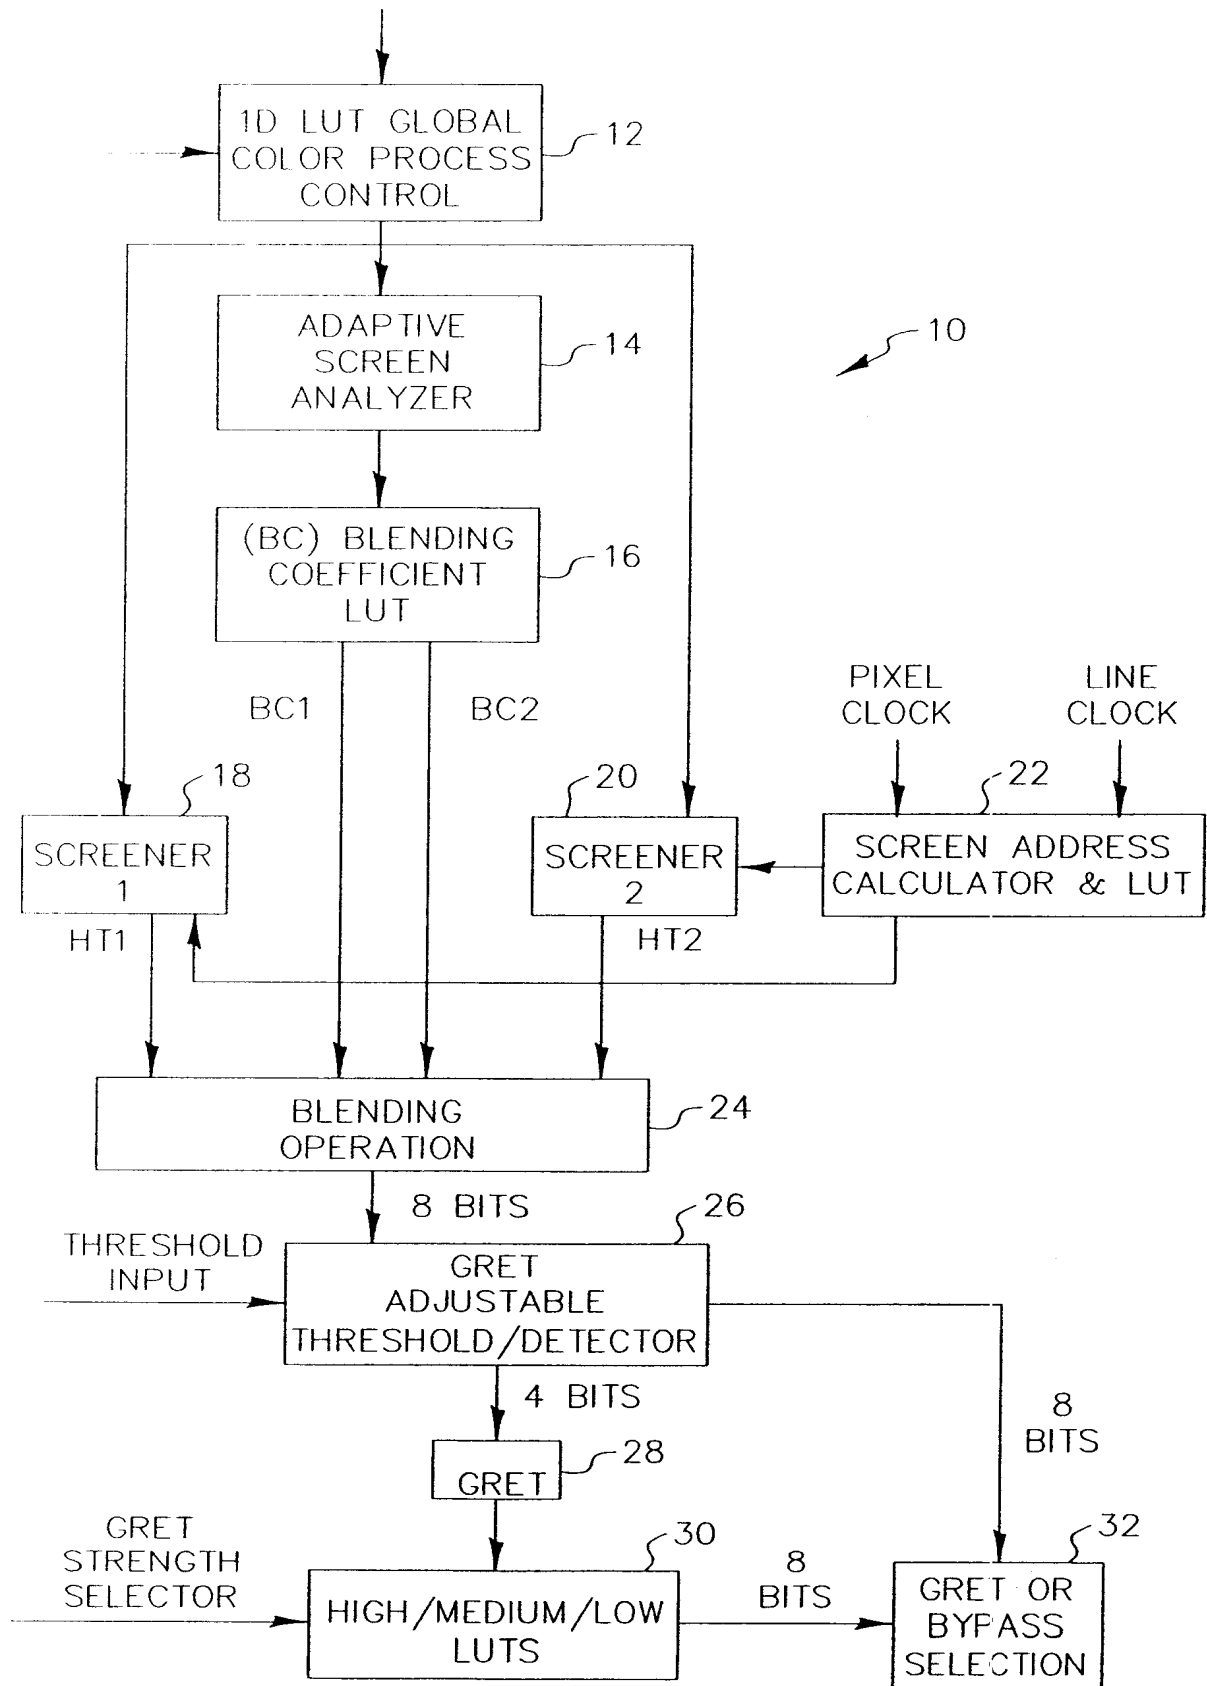 1D LUT GLOBAL
COLOR PROCESS
CONTROL
12
ADAPTIVE
SCREEN
ANALYZER
14
10
(BC) BLENDING
COEFFICIENT
LUT
16
BC1
BC2
PIXEL
CLOCK
LINE
CLOCK
18
20
22
SCREENER
1
SCREENER
2
SCREEN ADDRESS
CALCULATOR & LUT
HT1
HT2
BLENDING
OPERATION
24
8 BITS
26
THRESHOLD
INPUT
GRET
ADJUSTABLE
THRESHOLD/DETECTOR
4 BITS
8
BITS
GRET
28
GRET
STRENGTH
SELECTOR
30
HIGH/MEDIUM/LOW
LUTS
8
BITS
32
GRET OR
BYPASS
SELECTION